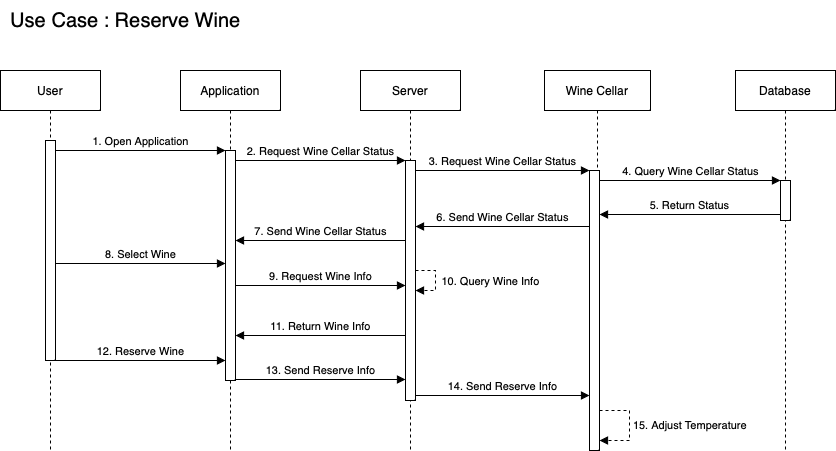 Use Case : Reserve Wine
User
Application
Server
Wine Cellar
Database
1. Open Application
2. Request Wine Cellar Status
3. Request Wine Cellar Status
4. Query Wine Cellar Status
5. Return Status
6. Send Wine Cellar Status
7. Send Wine Cellar Status
8. Select Wine
9. Request Wine Info
10. Query Wine Info
11. Return Wine Info
12. Reserve Wine
13. Send Reserve Info
14. Send Reserve Info
15. Adjust Temperature